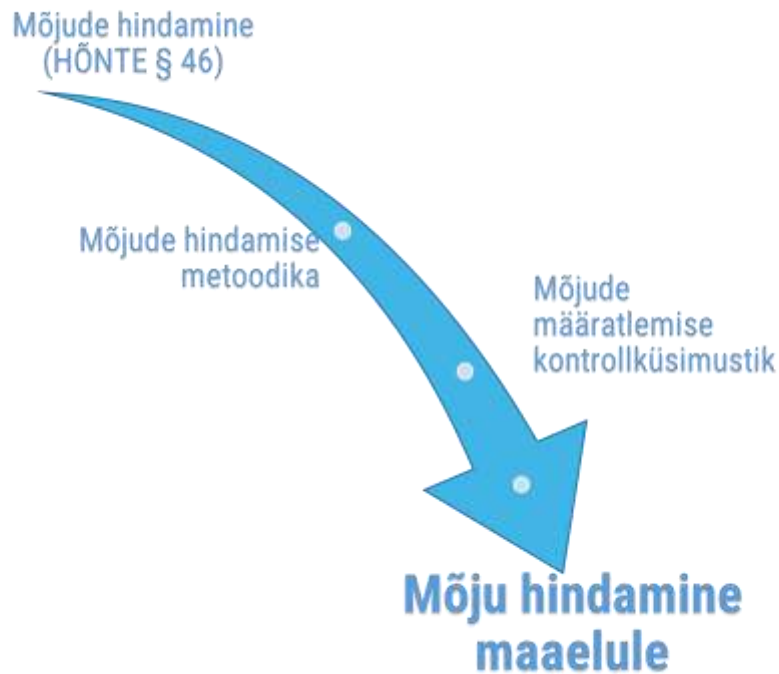 Mõjude hindamine
(HÕNTE § 46)
Mõjude hindamise
metoodika
Mõjude
määratlemise
kontrollküsimustik
Mõju hindamine
maaelule